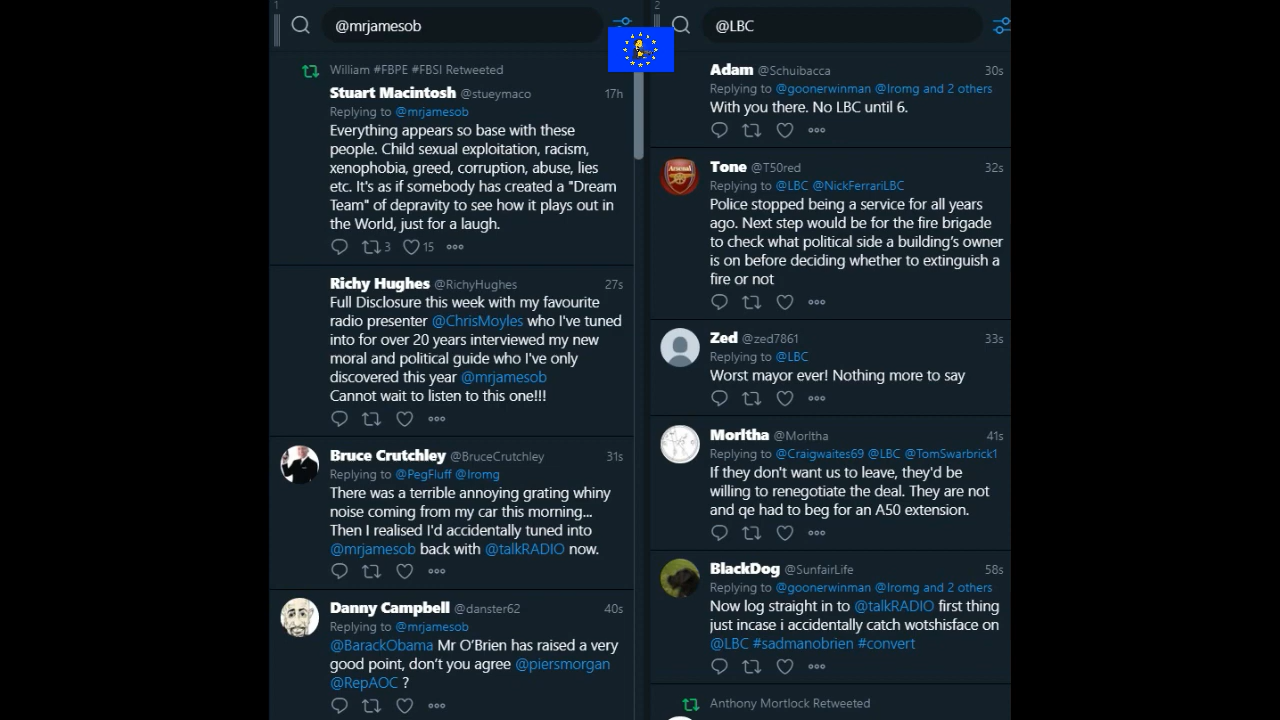 1
@mrjamesob
William #FBPE #FBSI Retweeted
Stuart Macintosh @stueymaco 17h
Replying to @mrjamesob
Everything appears so base with these
people. Child sexual exploitation, racism,
xenophobia, greed, corruption, abuse, lies
etc. It's as if somebody has created a "Dream
Team" of depravity to see how it plays out in
the World, just for a laugh.
3 15
Richy Hughes @RichyHughes 27s
Full Disclosure this week with my favourite
radio presenter @ChrisMoyles who I've tuned
into for over 20 years interviewed my new
moral and political guide who I've only
discovered this year @mrjamesob
Cannot wait to listen to this one!!!
Bruce Crutchley @BruceCrutchley 31s
Replying to @PegFluff @Iromg
There was a terrible annoying grating whiny
noise coming from my car this morning...
Then I realised I'd accidentally tuned into
@mrjamesob back with @talkRADIO now.
Danny Campbell @danster62 40s
Replying to @mrjamesob
@BarackObama Mr O'Brien has raised a very
good point, don't you agree @piersmorgan
@RepAOC ?
2
@LBC
Adam @Schuibacca 30s
Replying to @goonerwinman @Iromg and 2 others
With you there. No LBC until 6.
Arsenal
Tone @T50red 32s
Replying to @LBC @NickFerrariLBC
Police stopped being a service for all years
ago. Next step would be for the fire brigade
to check what political side a building's owner
is on before deciding whether to extinguish a
fire or not
Zed @zed7861 33s
Replying to @LBC
Worst mayor ever! Nothing more to say
Morltha @Morltha 41s
Replying to @Craigwaites69 @LBC @TomSwarbrick1
If they don't want us to leave, they'd be
willing to renegotiate the deal. They are not
and qe had to beg for an A50 extension.
BlackDog @SunfairLife 58s
Replying to @goonerwinman @Iromg and 2 others
Now log straight in to @talkRADIO first thing
just incase i accidentally catch wotshisface on
@LBC #sadmanobrien #convert
Anthony Mortlock Retweeted